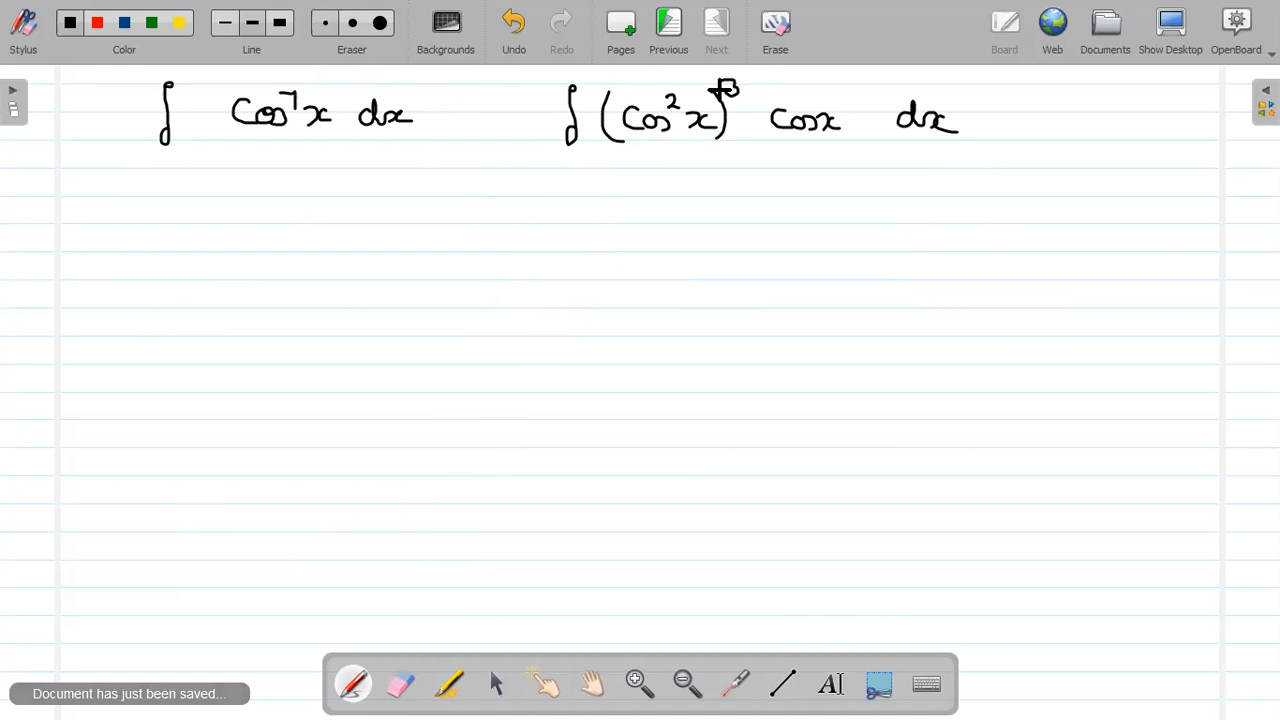 Stylus Color Line Eraser Backgrounds Undo Redo Pages Previous Next Erase Board Web Documents Show Desktop OpenBoard
∫ cos⁷x dx ∫ (cos²x)³ cosx dx
Document has just been saved...